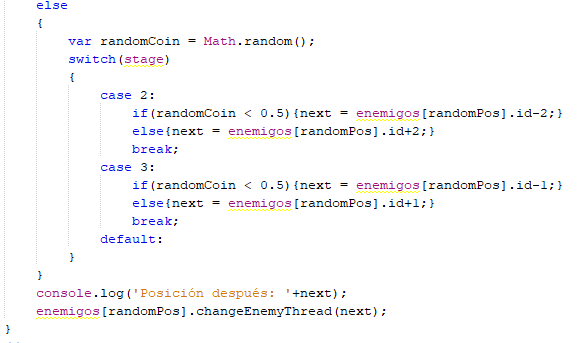 else
{
var randomCoin = Math.random();
switch(stage)
{
case 2:
if(randomCoin < 0.5){next = enemigos[randomPos].id-2;}
else{next = enemigos[randomPos].id+2;}
break;
case 3:
if(randomCoin < 0.5){next = enemigos[randomPos].id-1;}
else{next = enemigos[randomPos].id+1;}
break;
default:
}
}
console.log('Posición después: '+next);
enemigos[randomPos].changeEnemyThread(next);
}